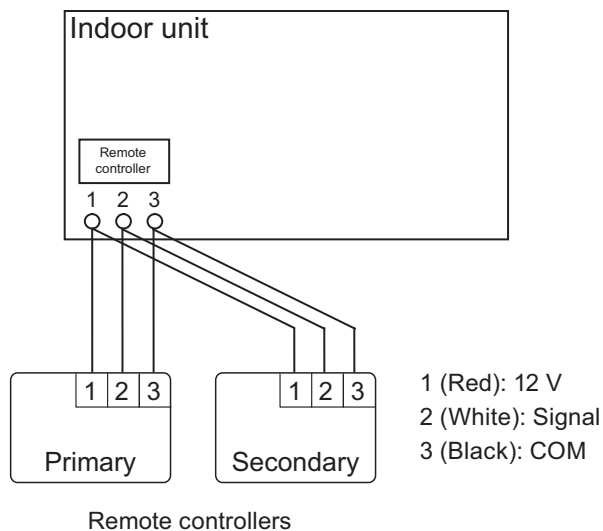 Indoor unit
Remote
controller
1 2 3
1 2 3
Primary
1 2 3
Secondary
1 (Red): 12 V
2 (White): Signal
3 (Black): COM
Remote controllers